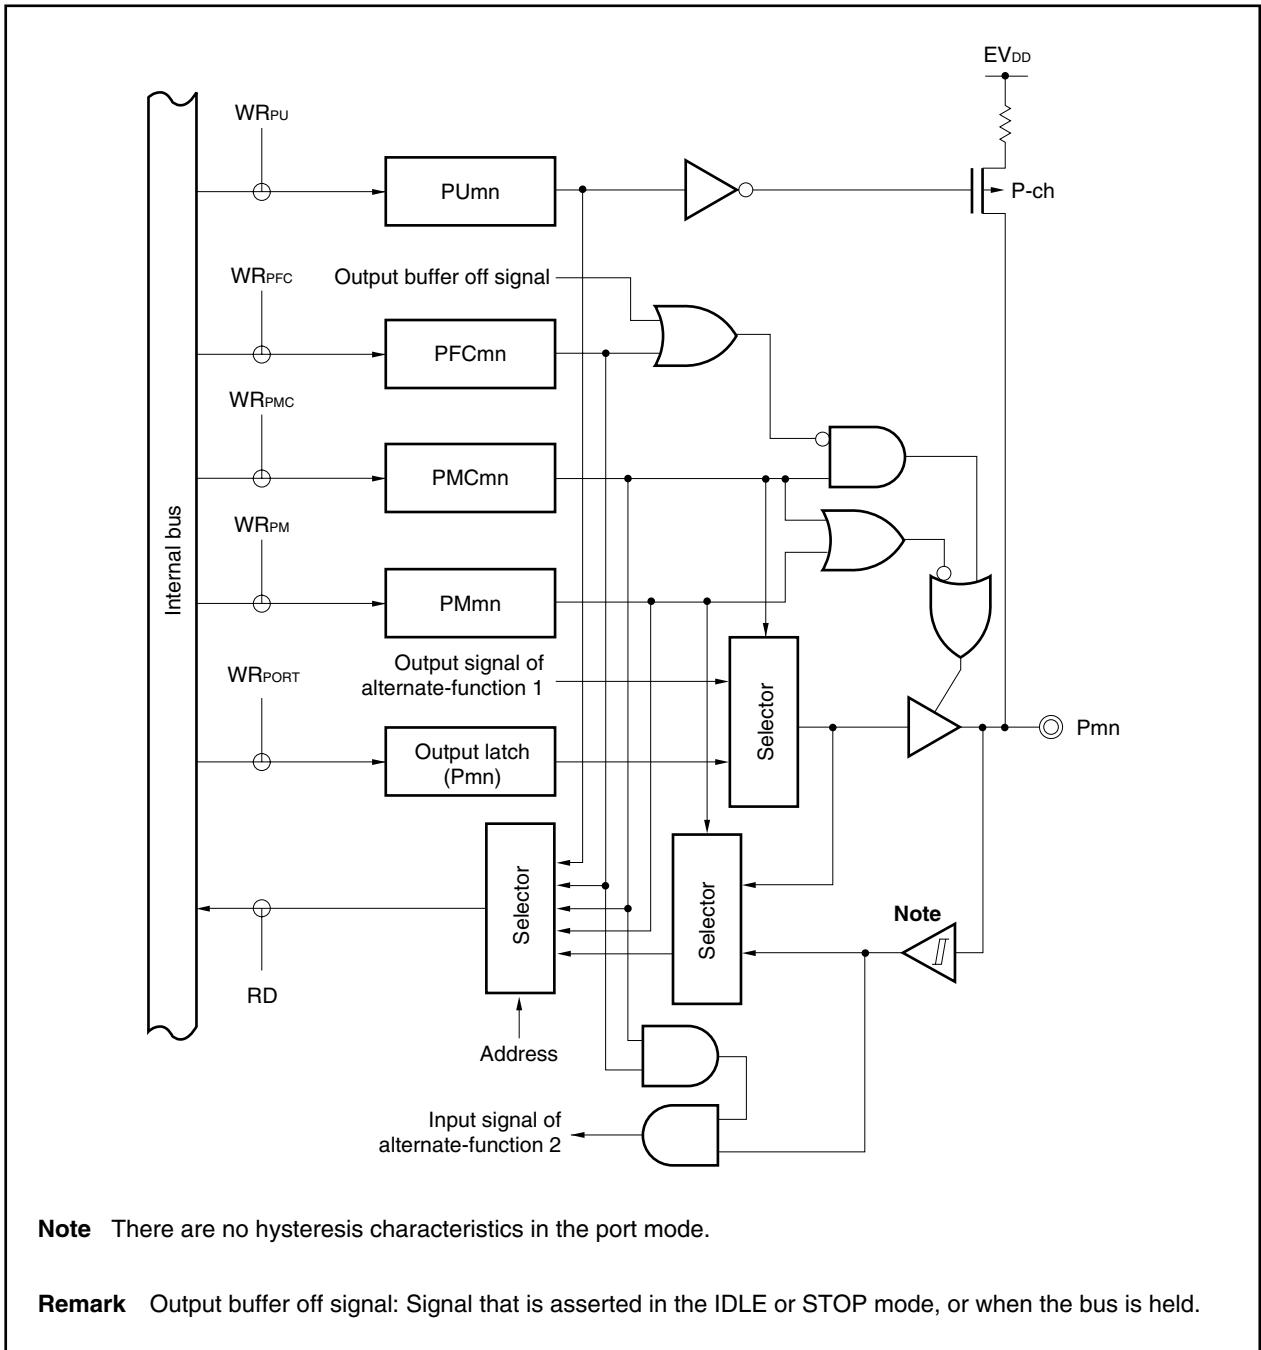 EVDD
WRPU
PUmn
P-ch
WRPFC
Output buffer off signal
PFCmn
WRPMC
PMCmn
WRPM
Internal bus
PMmn
Output signal of
alternate-function 1
WRPORT
Selector
Output latch
(Pmn)
Pmn
Selector
Selector
Note
RD
Address
Input signal of
alternate-function 2
Note There are no hysteresis characteristics in the port mode.
Remark Output buffer off signal: Signal that is asserted in the IDLE or STOP mode, or when the bus is held.